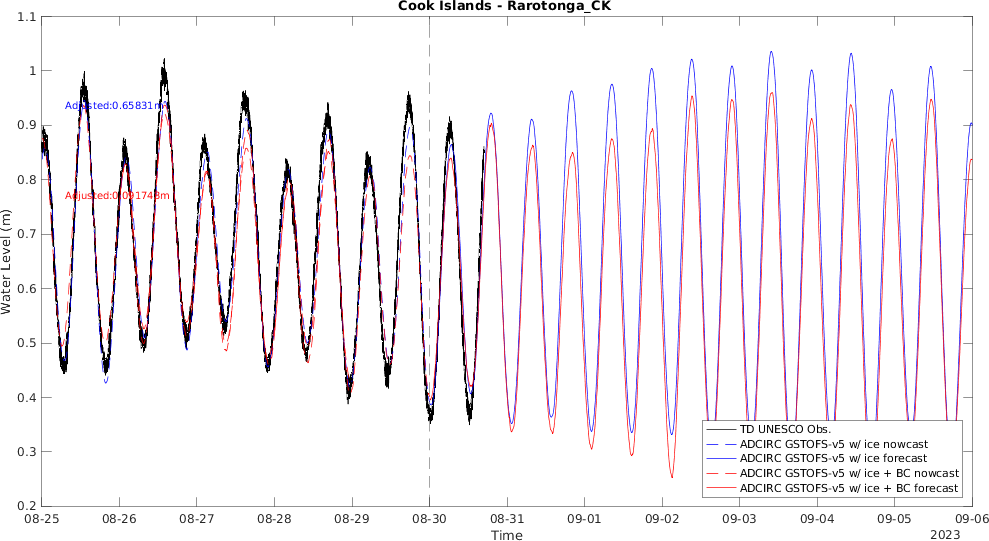 Cook Islands - Rarotonga_CK
1.1
1
0.9
0.8
0.7
0.6
0.5
0.4
0.3
0.2
Water Level (m)
Adjusted:0.65831m
TD UNESCO Obs.
ADCIRC GSTOFS-v5 w/ ice nowcast
ADCIRC GSTOFS-v5 w/ ice forecast
ADCIRC GSTOFS-v5 w/ ice + BC nowcast
ADCIRC GSTOFS-v5 w/ ice + BC forecast
08-25 08-26 08-27 08-28 08-29 08-30 08-31 09-01 09-02 09-03 09-04 09-05 09-06
Time
2023